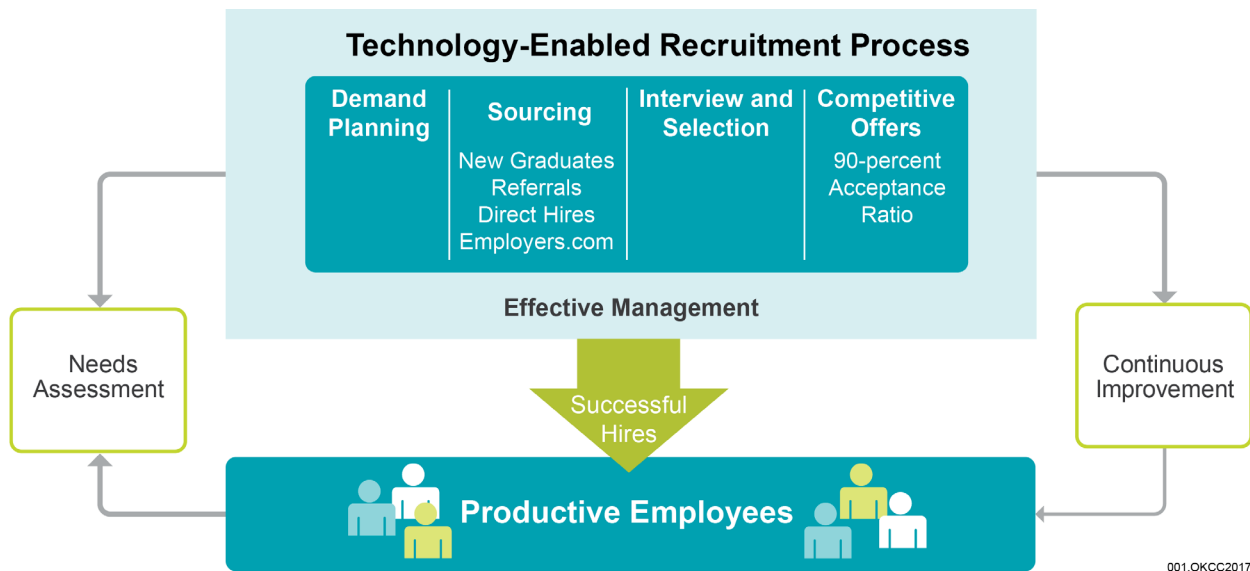 Technology-Enabled Recruitment Process
Demand
Planning
Sourcing
New Graduates
Referrals
Direct Hires
Employers.com
Interview and
Selection
Competitive
Offers
90-percent
Acceptance
Ratio
Effective Management
Needs
Assessment
Continuous
Improvement
Successful
Hires
Productive Employees
001.OKCC2017